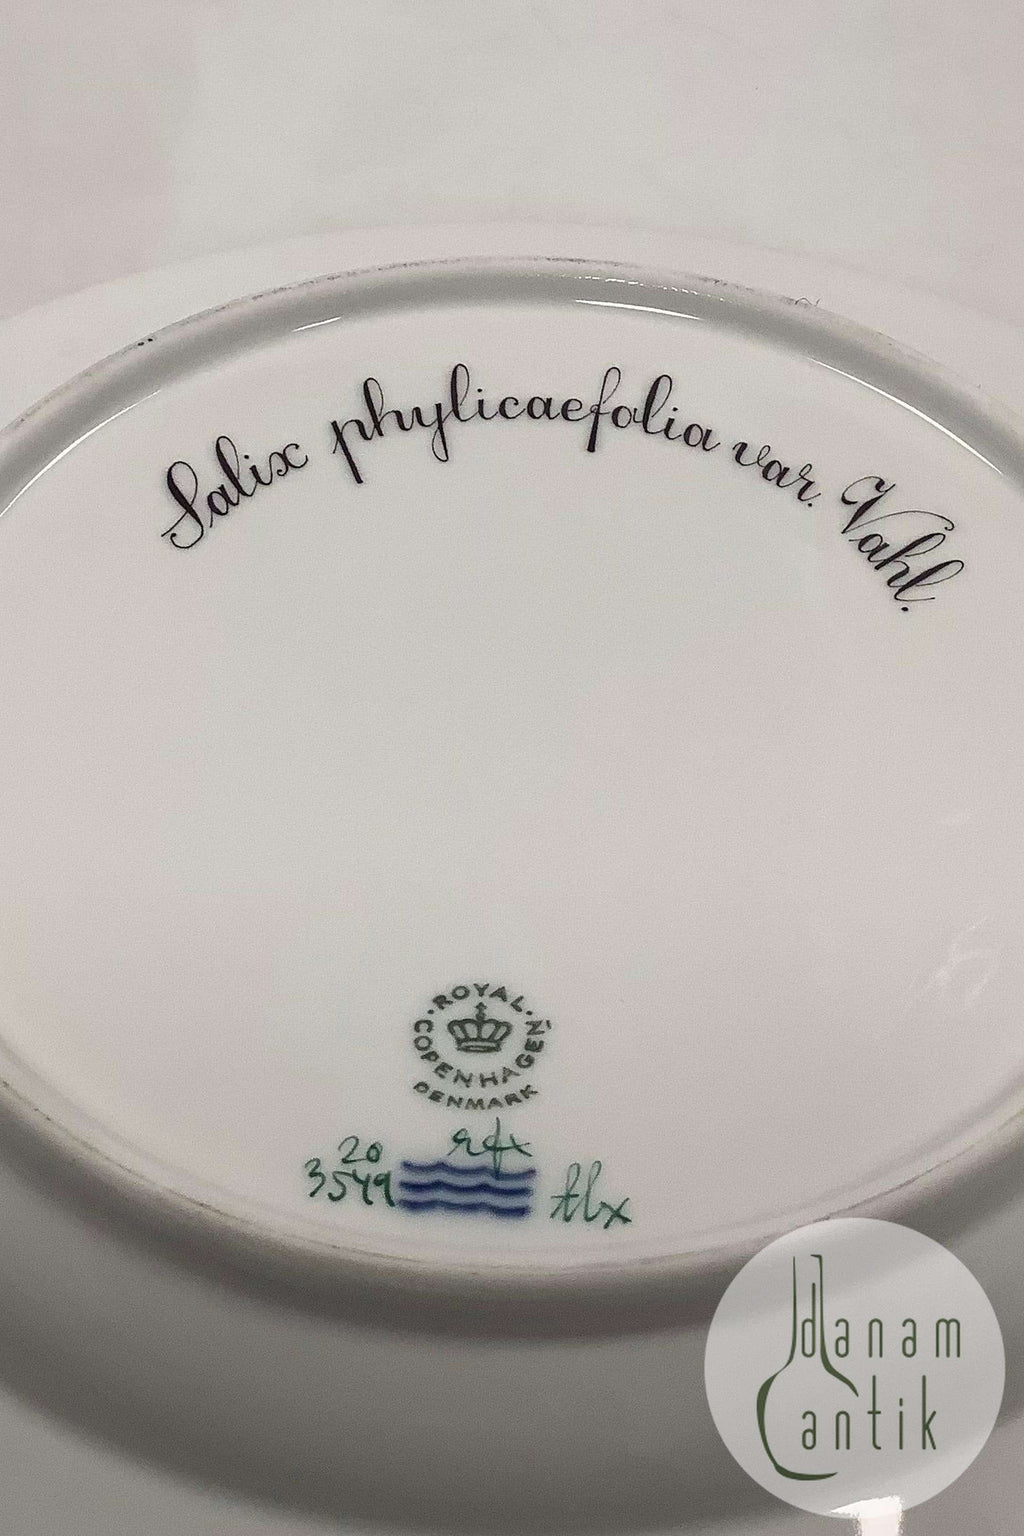 Salix phylicaefolia var. Vahl.
ROYAL
COPENHAGEN
DENMARK
20
3549
danam
antik